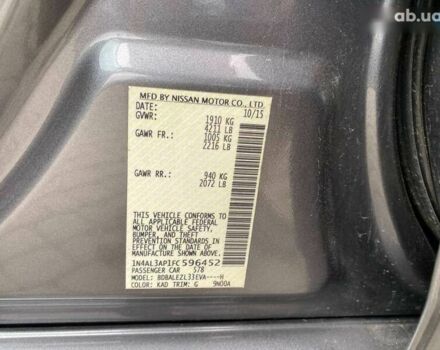 ab.ua
MFD BY NISSAN MOTOR CO., LTD
DATE: 10/15
GVWR: 1910 KG
4211 LB
GAWR FR: 1005 KG
2216 LB
GAWR RR: 940 KG
2072 LB
THIS VEHICLE CONFORMS TO
ALL APPLICABLE FEDERAL
MOTOR VEHICLE SAFETY,
BUMPER, AND THEFT
PREVENTION STANDARDS
IN EFFECT ON THE DATE OF
MANUFACTURE SHOWN ABOVE
1N4AL3AP1FC596452
PASSENGER CAR 578
MODEL: BDBALEZL33EVA----H
COLOR: KAD TRIM: G 9N00A